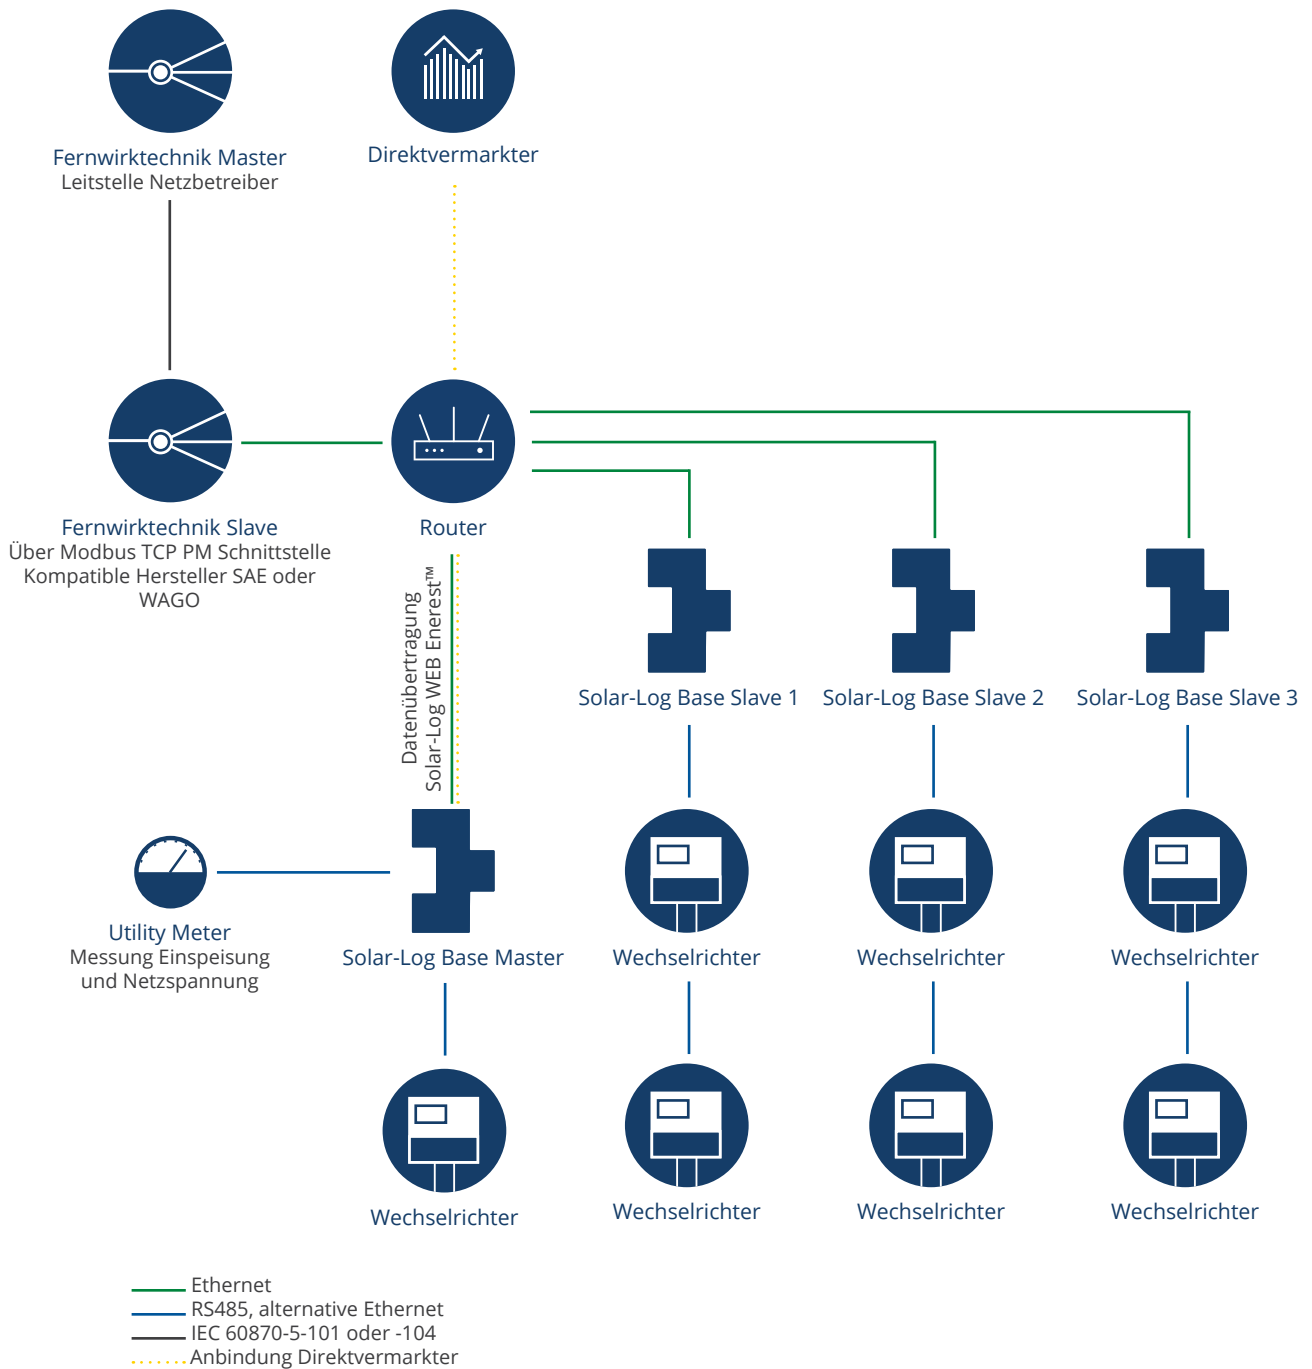 Fernwirktechnik Master
Leitstelle Netzbetreiber
Direktvermarkter
Fernwirktechnik Slave
Über Modbus TCP PM Schnittstelle
Kompatible Hersteller SAE oder
WAGO
Router
Datenübertragung
Solar-Log WEB Enerest™
Solar-Log Base Slave 1
Solar-Log Base Slave 2
Solar-Log Base Slave 3
Utility Meter
Messung Einspeisung
und Netzspannung
Solar-Log Base Master
Wechselrichter
Wechselrichter
Wechselrichter
Wechselrichter
Wechselrichter
Wechselrichter
Wechselrichter
Ethernet
RS485, alternative Ethernet
IEC 60870-5-101 oder -104
Anbindung Direktvermarkter